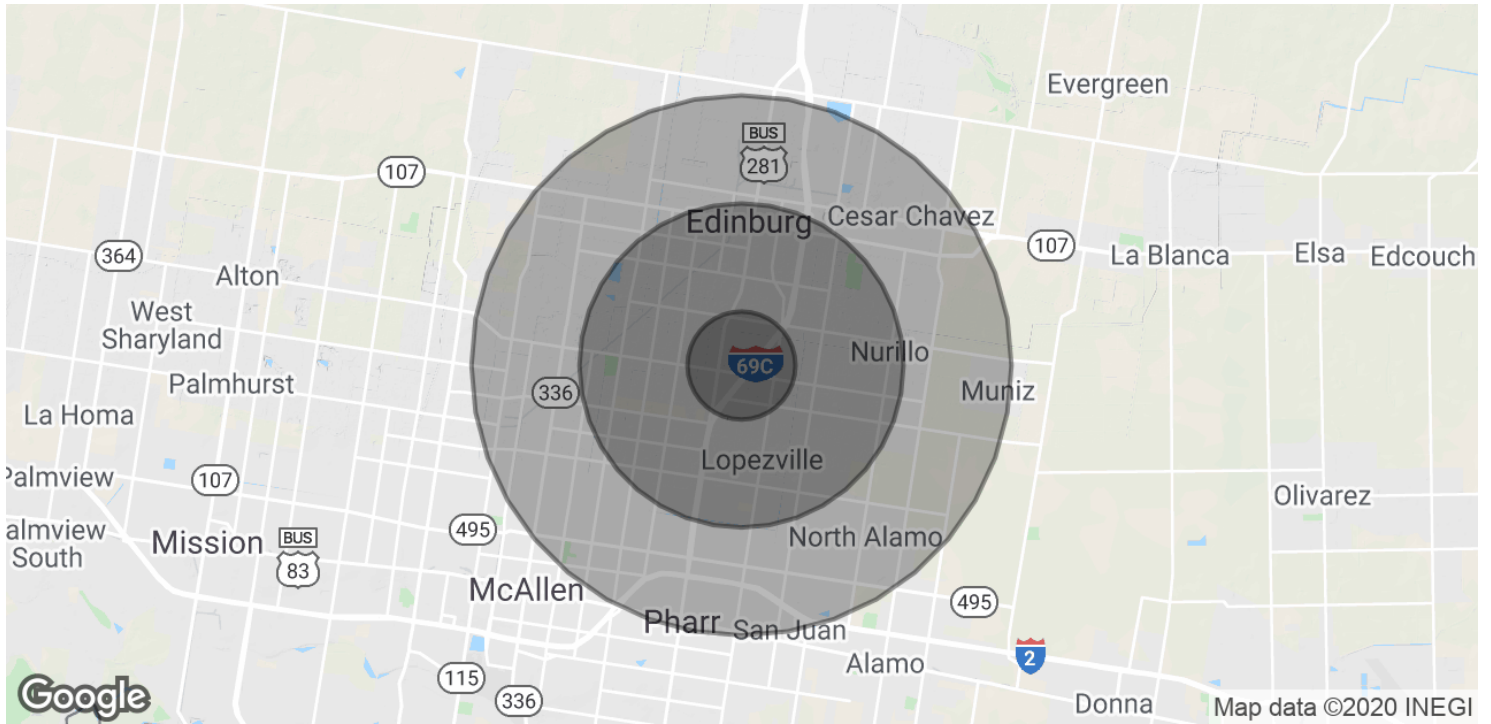 Evergreen
BUS
281
107
Edinburg
Cesar Chavez
107
364
La Blanca
Elsa
Edcouch
Alton
West
Sharyland
69C
Nurillo
Palmhurst
336
Muniz
La Homa
Lopezville
Palmview
107
Olivarez
almview
South
495
Mission
BUS
83
North Alamo
McAllen
495
Pharr
San Juan
2
Alamo
115
336
Donna
Google
Map data ©2020 INEGI